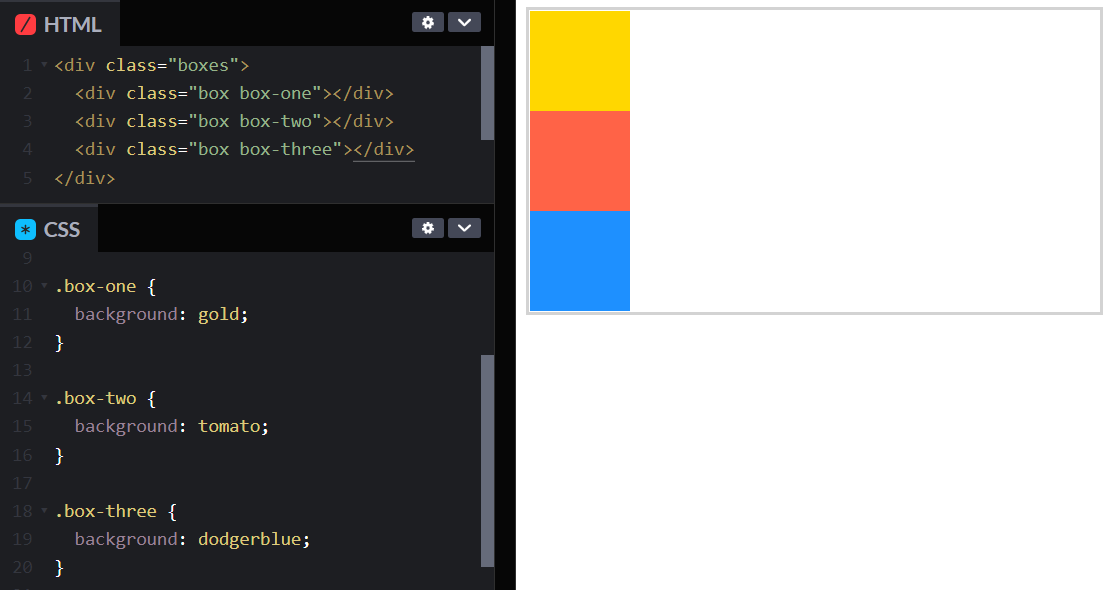 HTML
1 <div class="boxes">
2 <div class="box box-one"></div>
3 <div class="box box-two"></div>
4 <div class="box box-three"></div>
5 </div>
CSS
9
10 .box-one {
11 background: gold;
12 }
13
14 .box-two {
15 background: tomato;
16 }
17
18 .box-three {
19 background: dodgerblue;
20 }